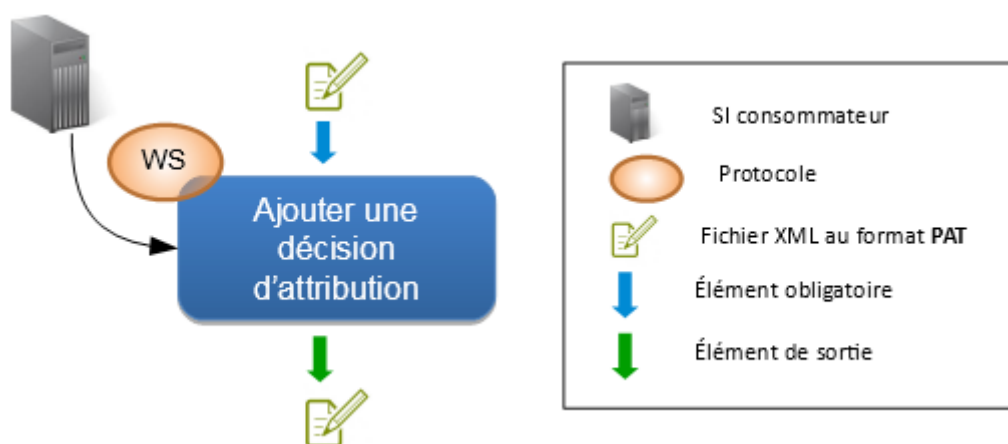 WS
Ajouter une
décision
d'attribution
SI consommateur
Protocole
Fichier XML au format PAT
Élément obligatoire
Élément de sortie